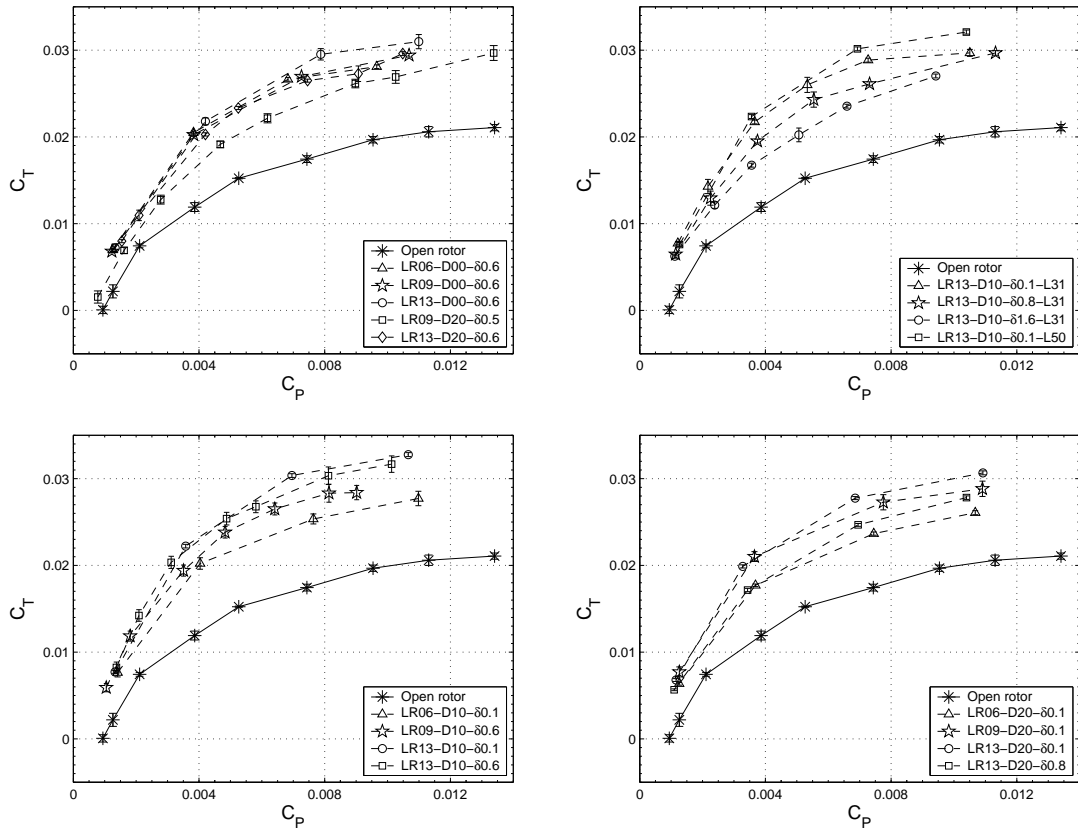 0.03
0.02
0.01
0
C_T
0
0.004
0.008
0.012
C_P
Open rotor
LR06−D00−δ0.6
LR09−D00−δ0.6
LR13−D00−δ0.6
LR09−D20−δ0.5
LR13−D20−δ0.6
0.03
0.02
0.01
0
C_T
0
0.004
0.008
0.012
C_P
Open rotor
LR13−D10−δ0.1−L31
LR13−D10−δ0.8−L31
LR13−D10−δ1.6−L31
LR13−D10−δ0.1−L50
0.03
0.02
0.01
0
C_T
0
0.004
0.008
0.012
C_P
Open rotor
LR06−D10−δ0.1
LR09−D10−δ0.6
LR13−D10−δ0.1
LR13−D10−δ0.6
0.03
0.02
0.01
0
C_T
0
0.004
0.008
0.012
C_P
Open rotor
LR06−D20−δ0.1
LR09−D20−δ0.1
LR13−D20−δ0.1
LR13−D20−δ0.8